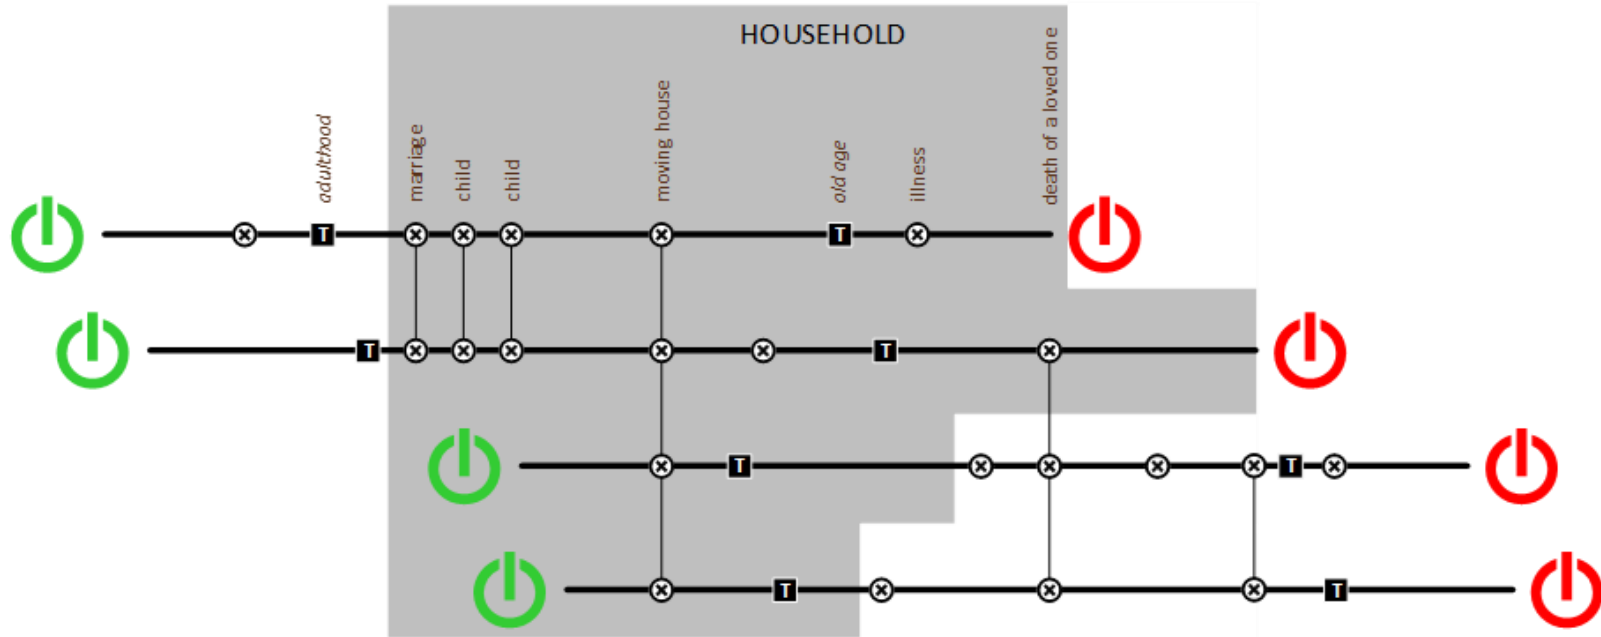 HOUSEHOLD
adulthood
marriage
child
child
moving house
old age
illness
death of a loved one
T
T
T
T
T
T
T
T